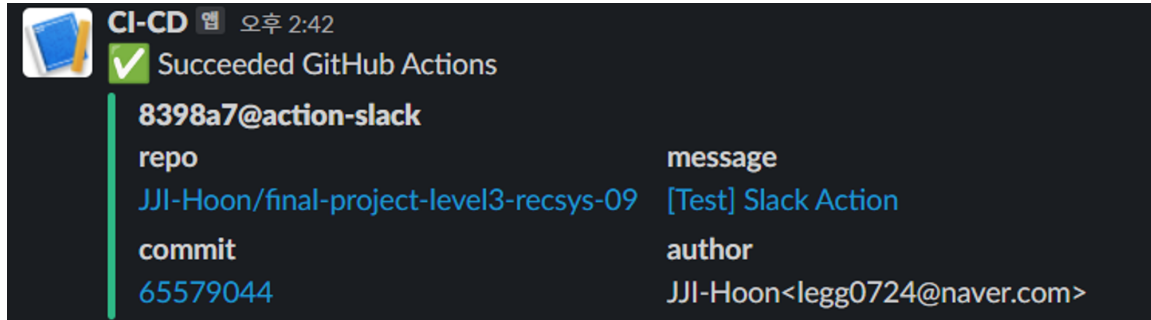 CI-CD 앱 오후 2:42
✅ Succeeded GitHub Actions
8398a7@action-slack
repo message
JJI-Hoon/final-project-level3-recsys-09 [Test] Slack Action
commit author
65579044 JJI-Hoon<legg0724@naver.com>